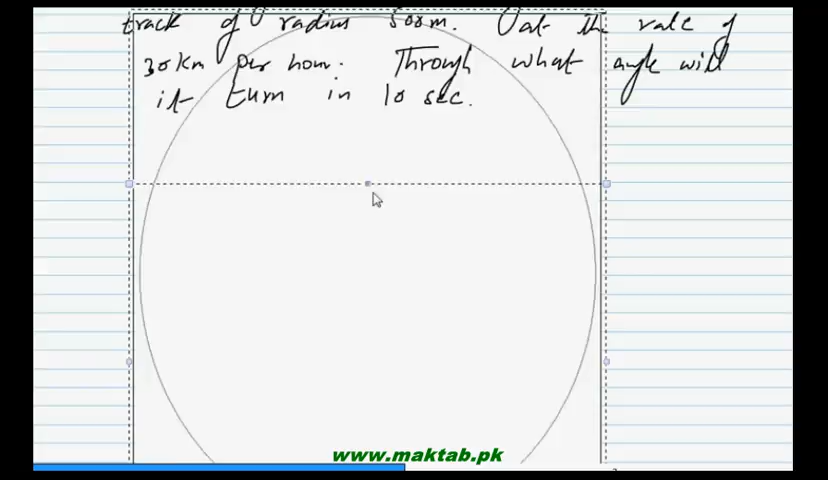 track of radius 500m. at the rate of
30km per hour. Through what angle will
it turn in 10 sec.
www.maktab.pk